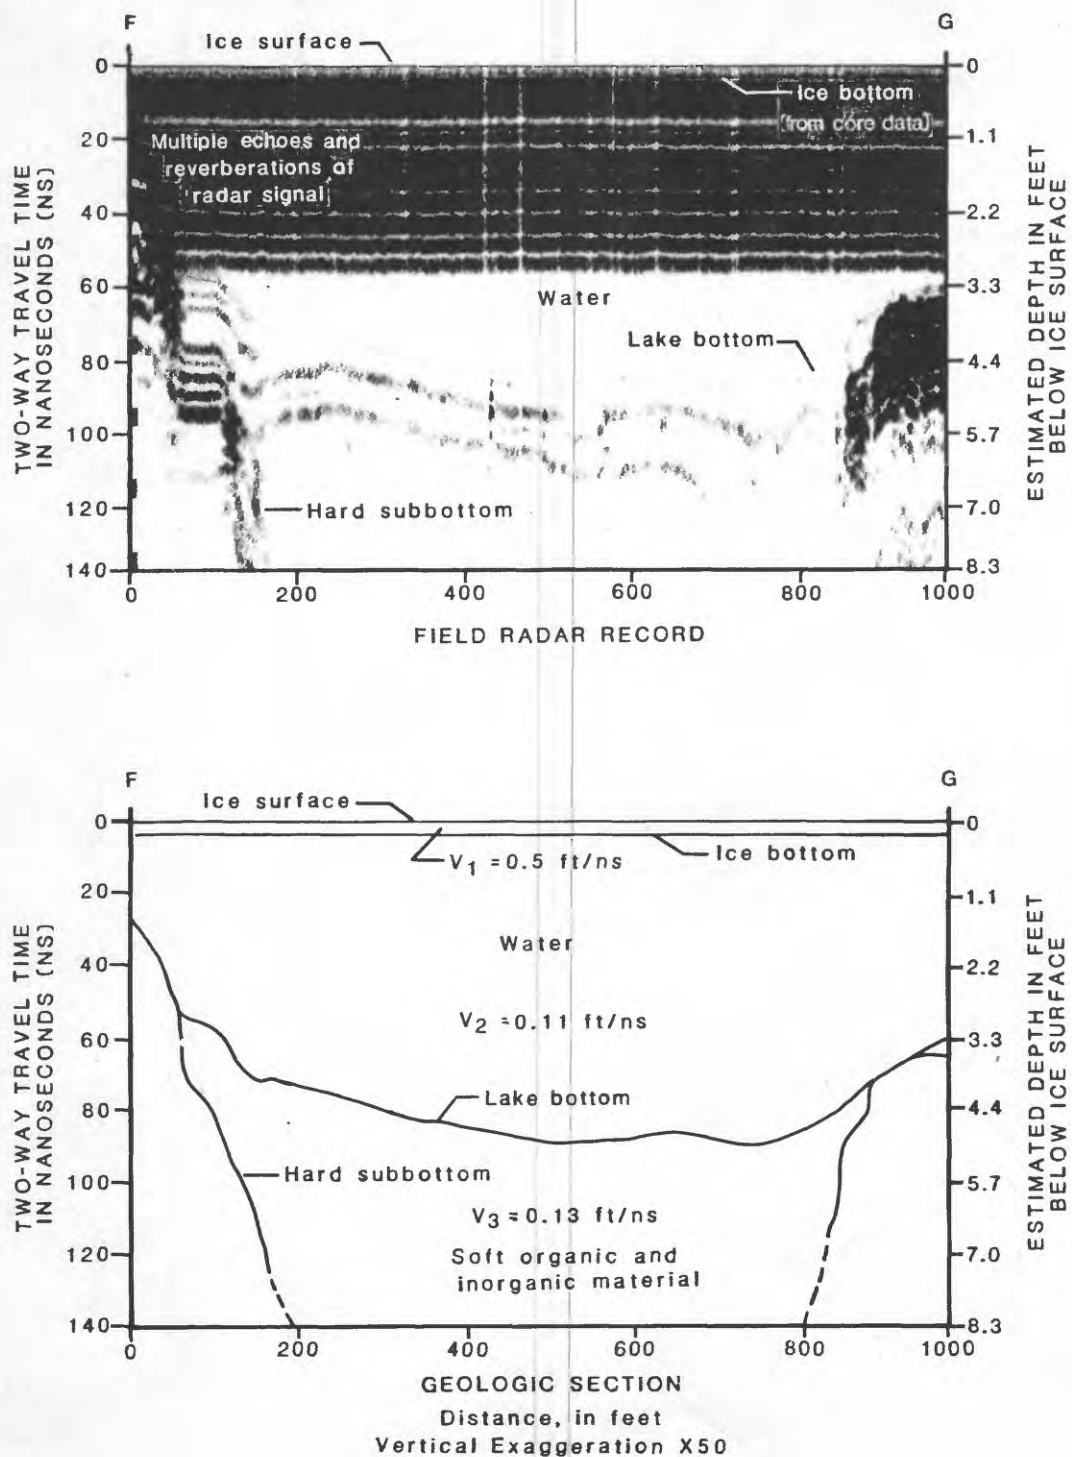 F
G
Ice surface
0
20
40
60
80
100
120
140
TWO-WAY TRAVEL TIME
IN NANOSECONDS (NS)
Multiple echoes and
reverberations of
radar signal
Ice bottom
(from core data)
Water
Lake bottom
Hard subbottom
0
1.1
2.2
3.3
4.4
5.7
7.0
8.3
ESTIMATED DEPTH IN FEET
BELOW ICE SURFACE
0 200 400 600 800 1000
FIELD RADAR RECORD
F
G
Ice surface
0
20
40
60
80
100
120
140
TWO-WAY TRAVEL TIME
IN NANOSECONDS (NS)
Ice bottom
V1 = 0.5 ft/ns
Water
V2 = 0.11 ft/ns
Lake bottom
Hard subbottom
V3 = 0.13 ft/ns
Soft organic and
inorganic material
0
1.1
2.2
3.3
4.4
5.7
7.0
8.3
ESTIMATED DEPTH IN FEET
BELOW ICE SURFACE
0 200 400 600 800 1000
GEOLOGIC SECTION
Distance, in feet
Vertical Exaggeration X50